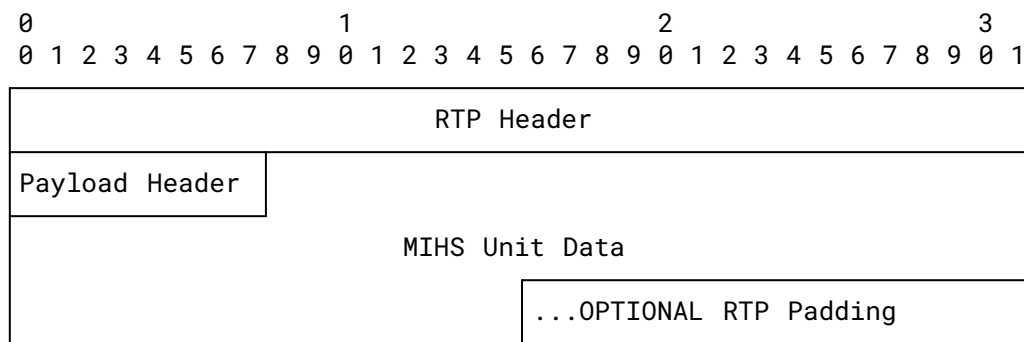 0 1 2 3
0 1 2 3 4 5 6 7 8 9 0 1 2 3 4 5 6 7 8 9 0 1 2 3 4 5 6 7 8 9 0 1
RTP Header
Payload Header
MIHS Unit Data
...OPTIONAL RTP Padding